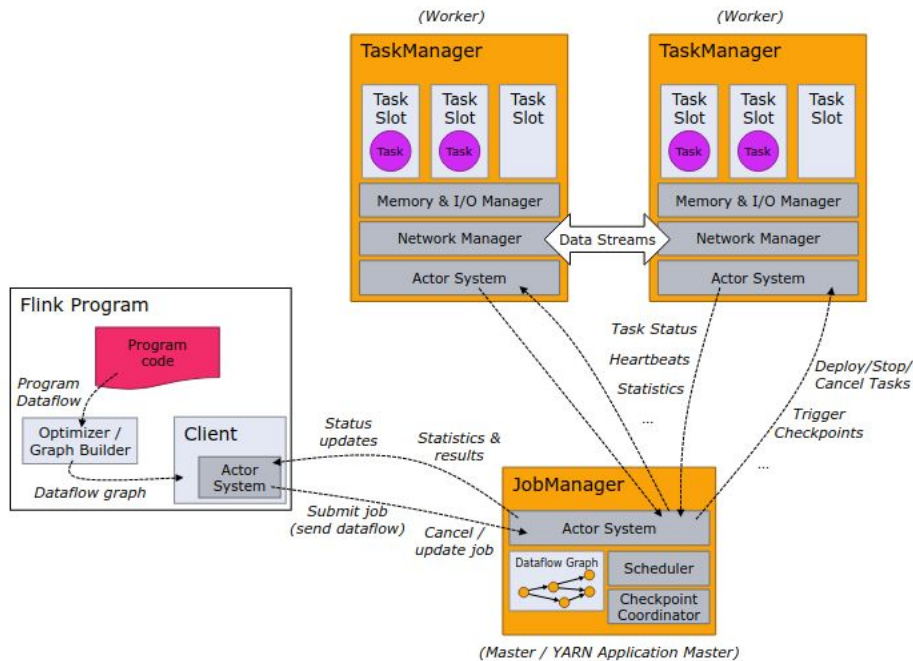 (Worker)
(Worker)
TaskManager
TaskManager
Task
Slot
Task
Task
Slot
Task
Task
Slot
Task
Slot
Task
Task
Slot
Task
Task
Slot
Memory & I/O Manager
Memory & I/O Manager
Network Manager
Data Streams
Network Manager
Actor System
Actor System
Flink Program
Program
code
Program
Dataflow
Optimizer /
Graph Builder
Dataflow graph
Client
Actor
System
Status
updates
Statistics &
results
Submit job
(send dataflow)
Cancel /
update job
Task Status
Heartbeats
Statistics
...
Deploy/Stop/
Cancel Tasks
Trigger
Checkpoints
...
JobManager
Actor System
Dataflow Graph
Scheduler
Checkpoint
Coordinator
(Master / YARN Application Master)